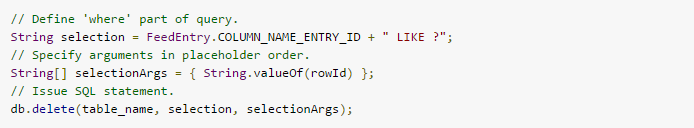 // Define 'where' part of query.
String selection = FeedEntry.COLUMN_NAME_ENTRY_ID + " LIKE ?";
// Specify arguments in placeholder order.
String[] selectionArgs = { String.valueOf(rowId) };
// Issue SQL statement.
db.delete(table_name, selection, selectionArgs);